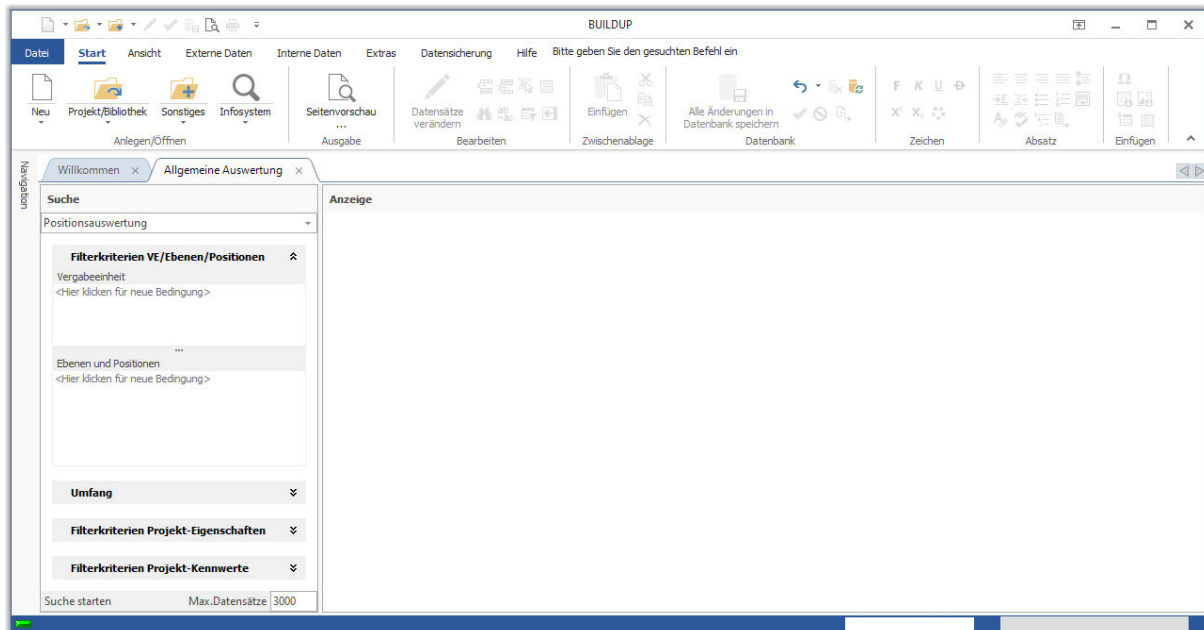 BUILDUP
Datei Start Ansicht Externe Daten Interne Daten Extras Datensicherung Hilfe Bitte geben Sie den gesuchten Befehl ein
Neu Projekt/Bibliothek Sonstiges Infosystem Seitenvorschau ... Datensätze verändern Einfügen Alle Änderungen in Datenbank speichern F K U D X² X₂
Anlegen/Öffnen Ausgabe Bearbeiten Zwischenablage Datenbank Zeichen Absatz Einfügen
Navigation
Willkommen Allgemeine Auswertung
Suche Anzeige
Positionsauswertung
Filterkriterien VE/Ebenen/Positionen
Vergabeeinheit
<Hier klicken für neue Bedingung>
...
Ebenen und Positionen
<Hier klicken für neue Bedingung>
Umfang
Filterkriterien Projekt-Eigenschaften
Filterkriterien Projekt-Kennwerte
Suche starten Max.Datensätze 3000